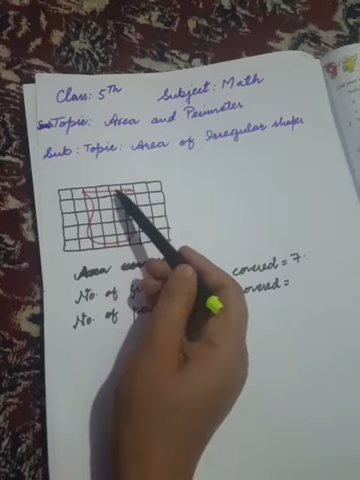 Class: 5Th Subject: Math
Topic: Area and Perimeter
Sub: Topic: Area of Irregular shapes
Area
No. of covered = 7.
No. of covered =